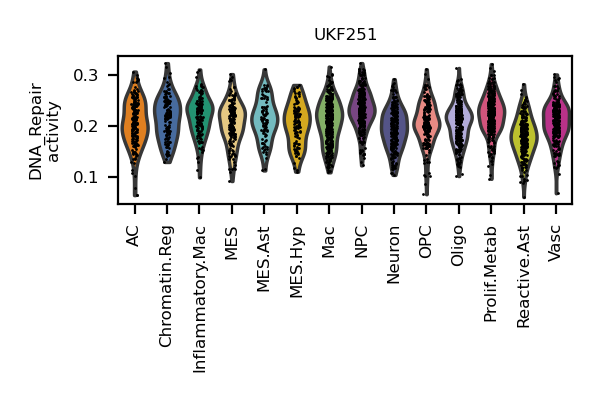 UKF251
DNA_Repair
activity
0.3
0.2
0.1
AC
Chromatin.Reg
Inflammatory.Mac
MES
MES.Ast
MES.Hyp
Mac
NPC
Neuron
OPC
Oligo
Prolif.Metab
Reactive.Ast
Vasc